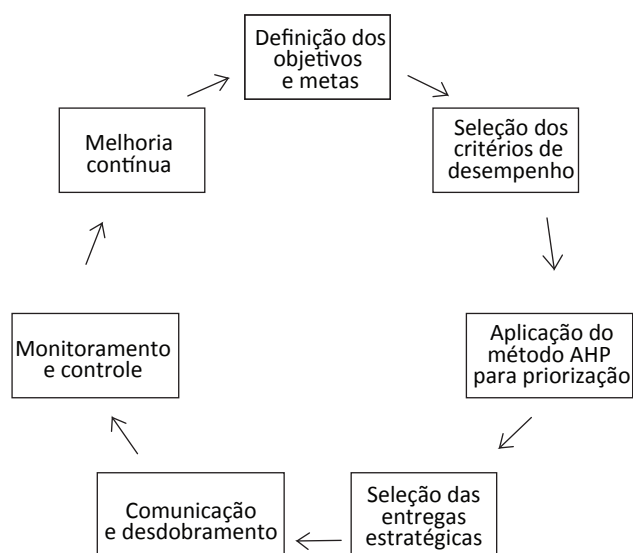 Definição dos
objetivos
e metas
Seleção dos
critérios de
desempenho
Aplicação do
método AHP
para priorização
Seleção das
entregas
estratégicas
Comunicação
e desdobramento
Monitoramento
e controle
Melhoria
contínua